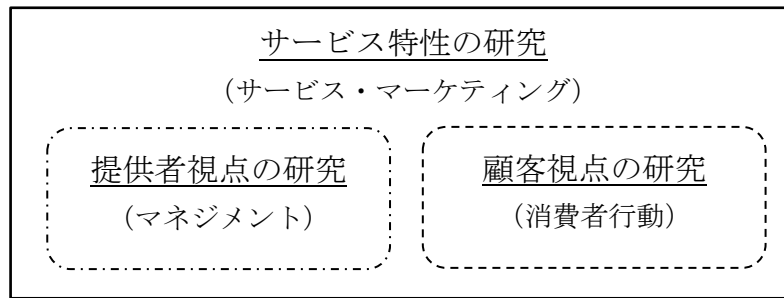 サービス特性の研究
（サービス・マーケティング）
提供者視点の研究
（マネジメント）
顧客視点の研究
（消費者行動）